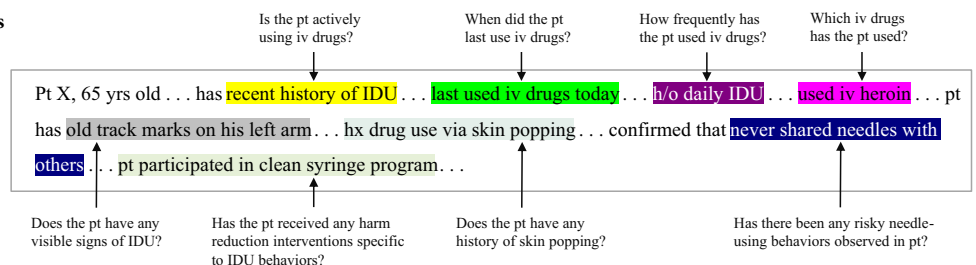 s
Is the pt actively
using iv drugs?
When did the pt
last use iv drugs?
How frequently has
the pt used iv drugs?
Which iv drugs
has the pt used?
Pt X, 65 yrs old . . . has recent history of IDU . . . last used iv drugs today . . . h/o daily IDU . . . used iv heroin . . . pt
has old track marks on his left arm . . . hx drug use via skin popping . . . confirmed that never shared needles with
others . . . pt participated in clean syringe program . . .
Does the pt have any
visible signs of IDU?
Has the pt received any harm
reduction interventions specific
to IDU behaviors?
Does the pt have any
history of skin popping?
Has there been any risky needle-
using behaviors observed in pt?